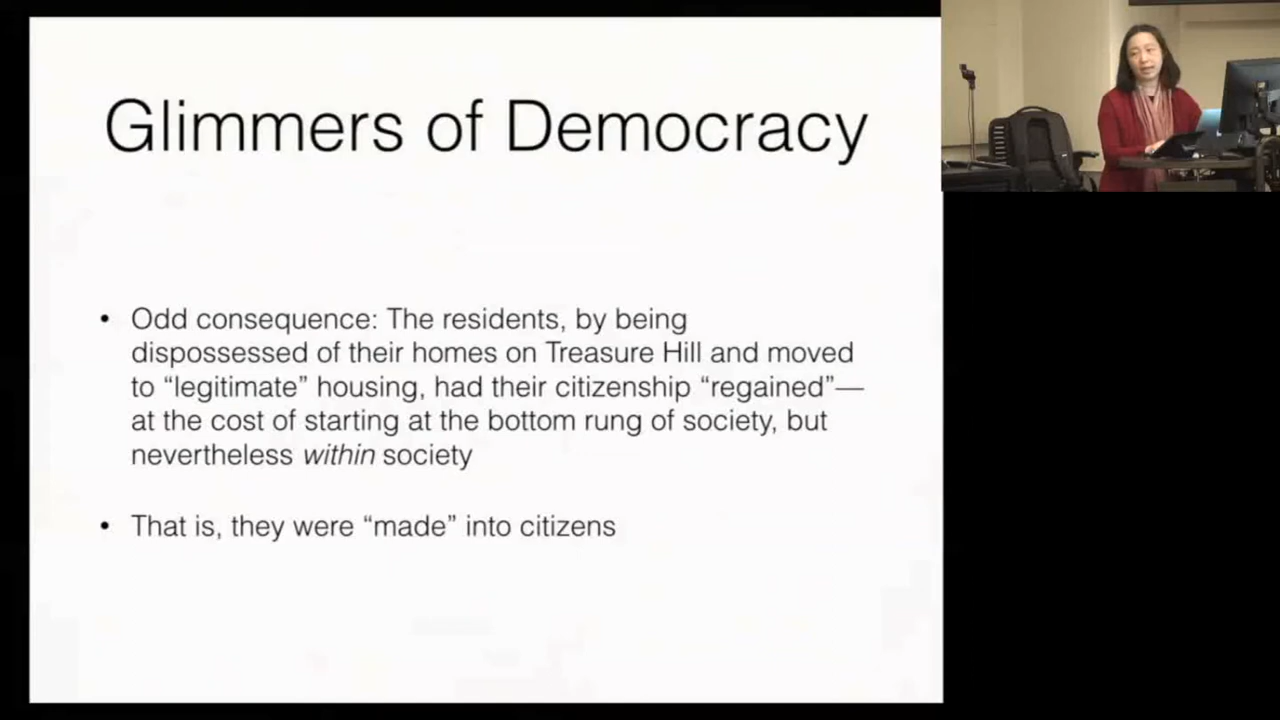 Glimmers of Democracy
• Odd consequence: The residents, by being
dispossessed of their homes on Treasure Hill and moved
to “legitimate” housing, had their citizenship “regained”—
at the cost of starting at the bottom rung of society, but
nevertheless within society
• That is, they were “made” into citizens